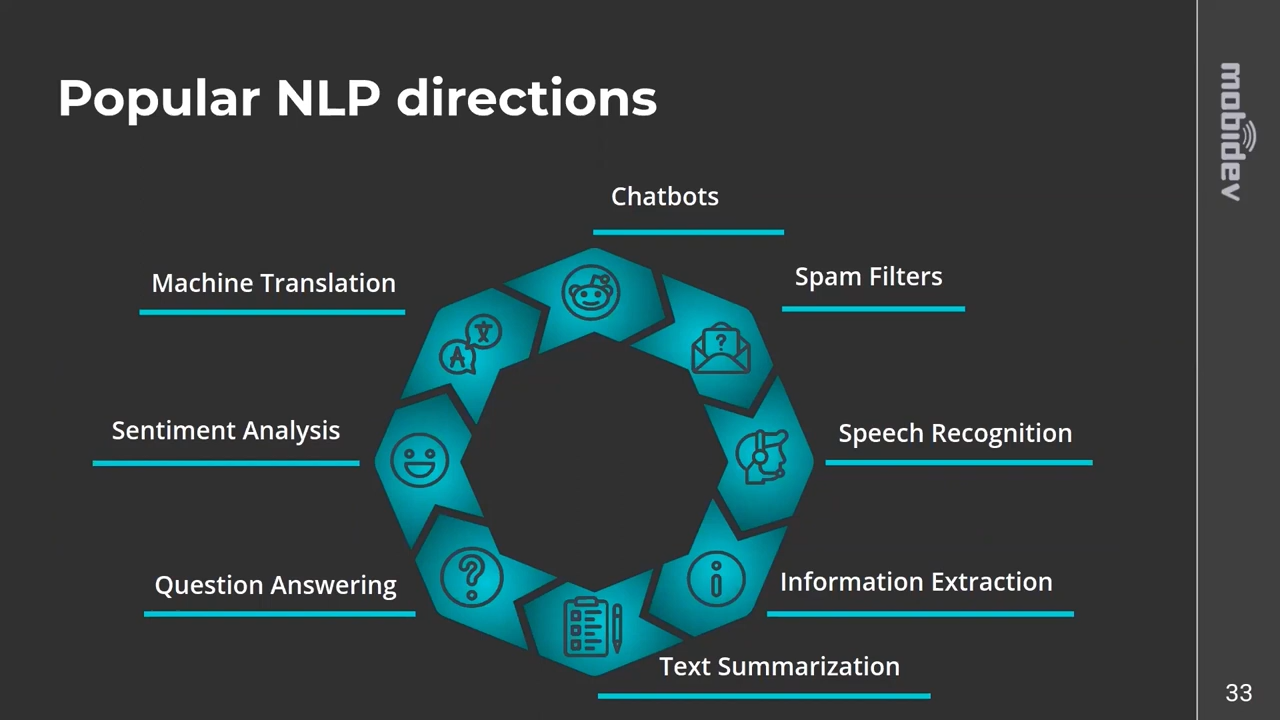 Popular NLP directions
mobidev
Chatbots
Spam Filters
Machine Translation
Speech Recognition
Sentiment Analysis
Information Extraction
Question Answering
Text Summarization
33